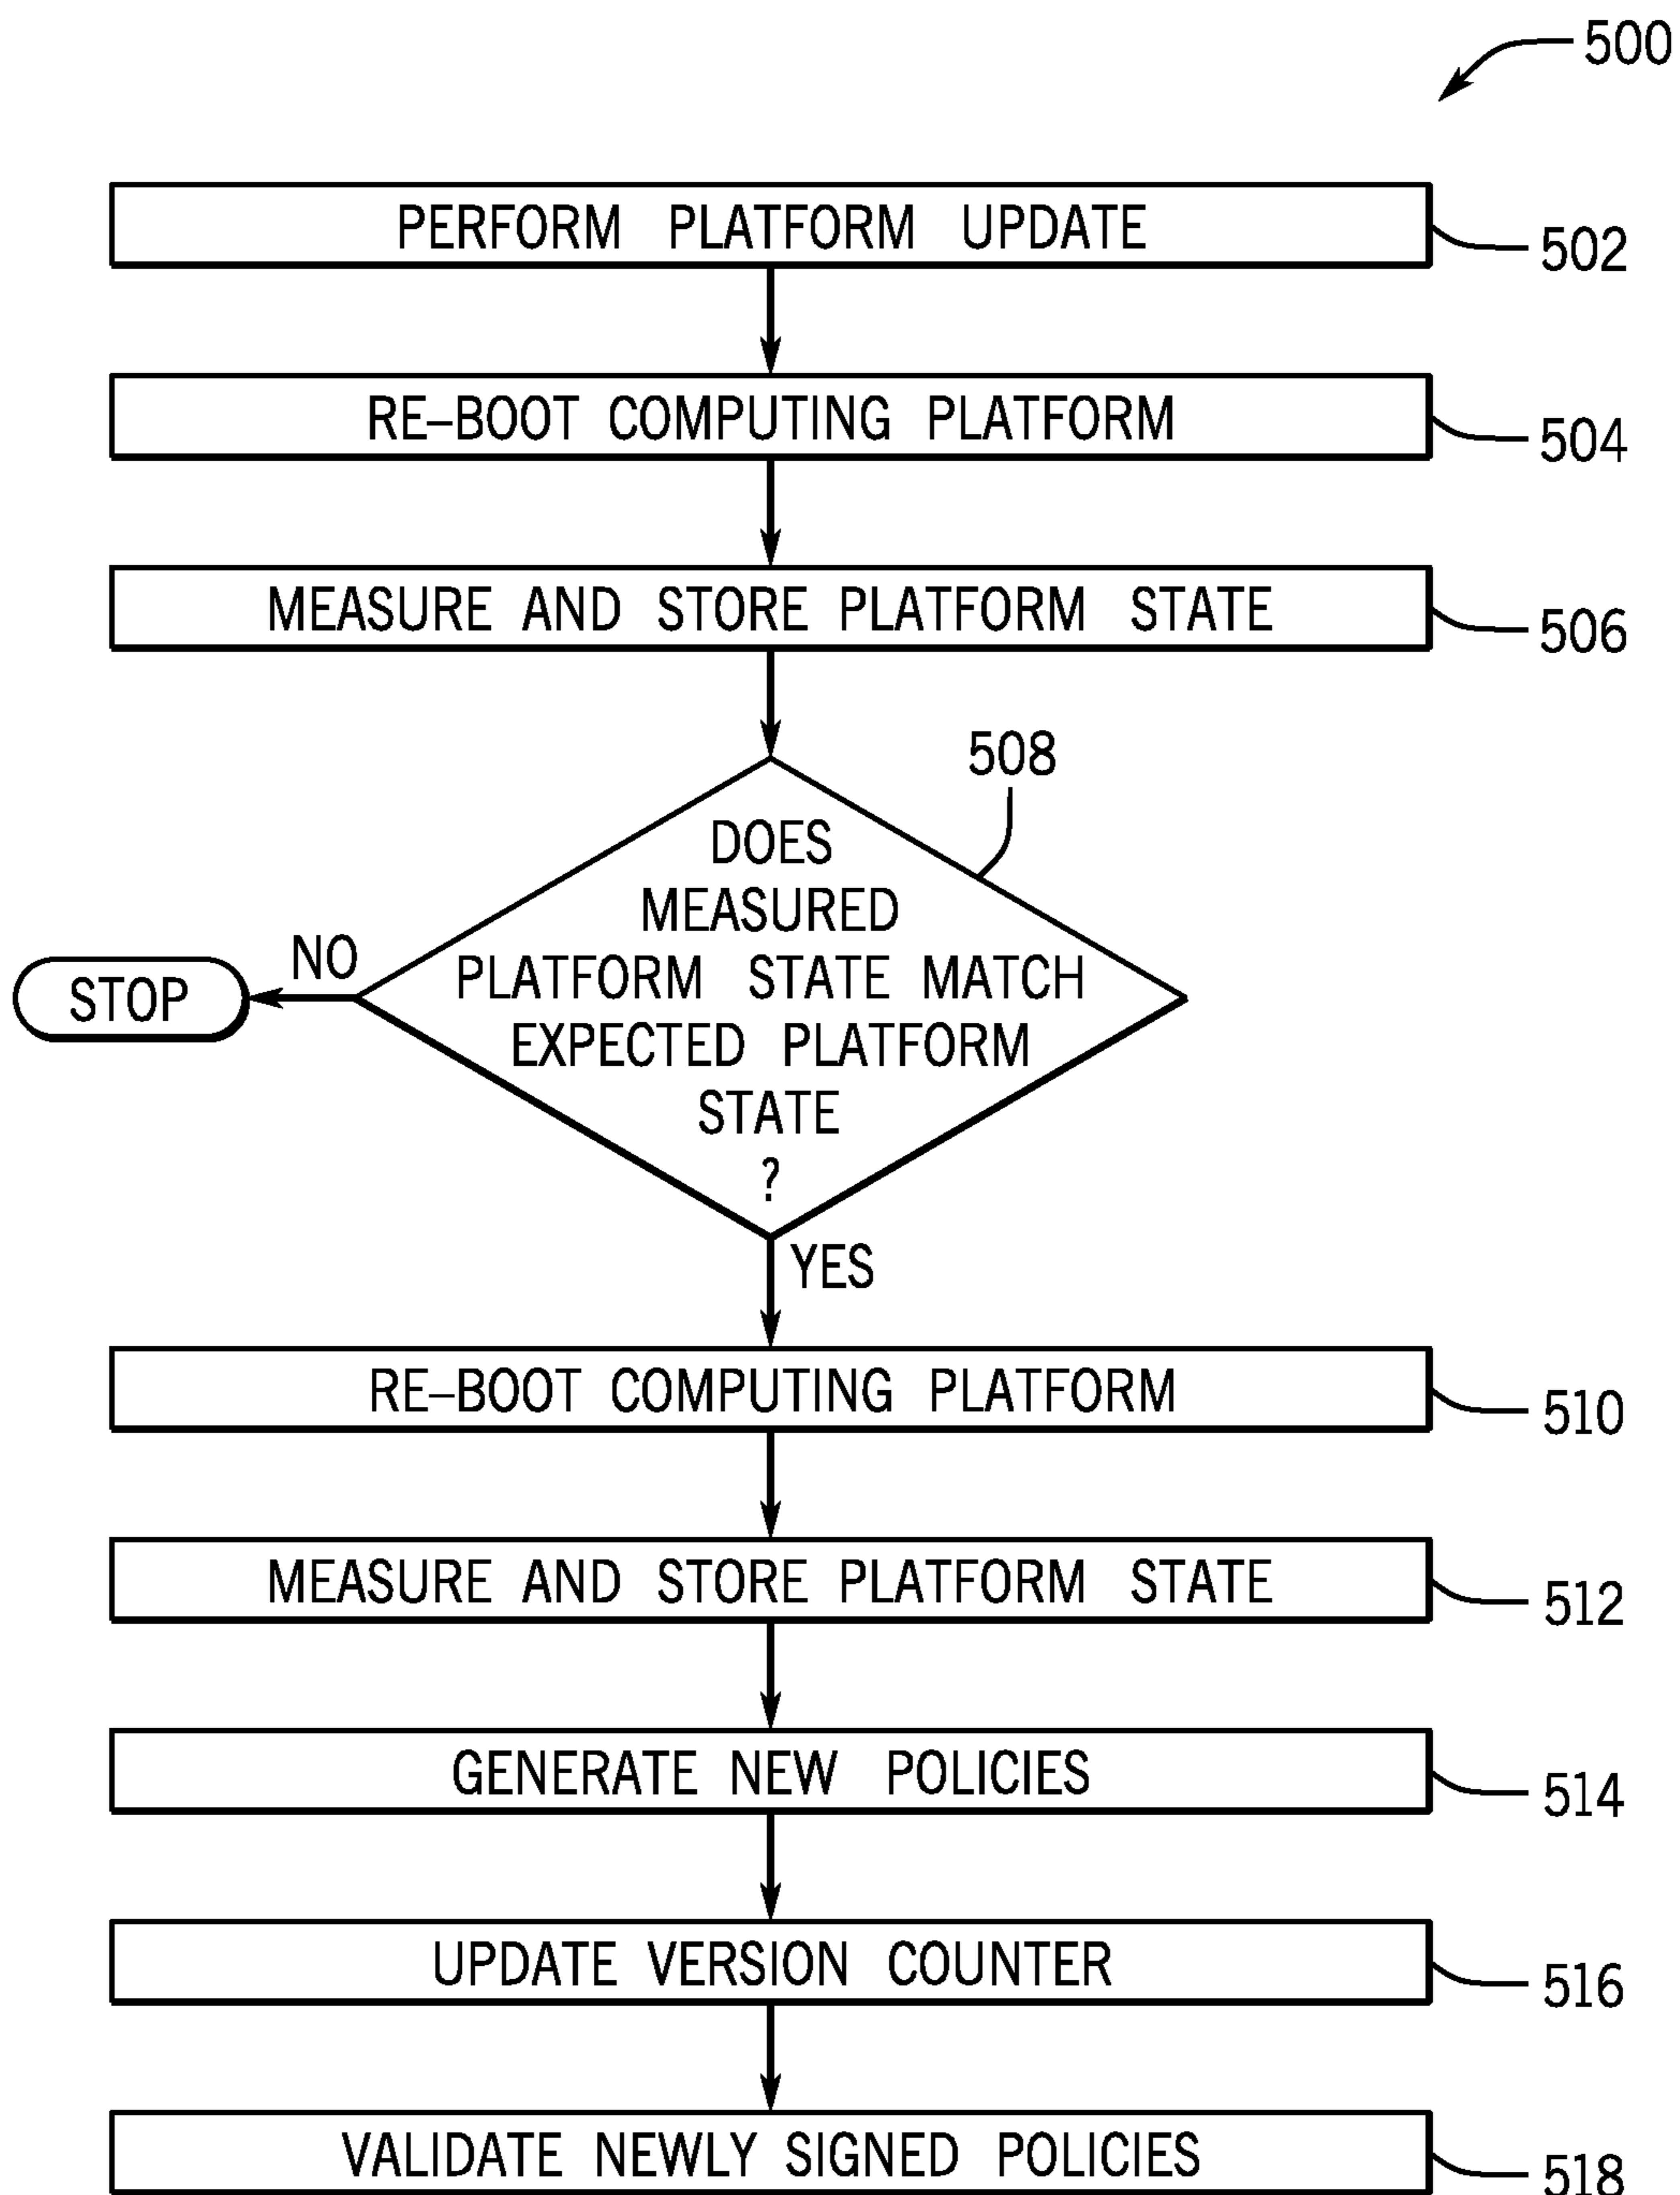 500
PERFORM PLATFORM UPDATE
502
RE–BOOT COMPUTING PLATFORM
504
MEASURE AND STORE PLATFORM STATE
506
508
DOES
MEASURED
PLATFORM STATE MATCH
EXPECTED PLATFORM
STATE
?
NO
STOP
YES
RE–BOOT COMPUTING PLATFORM
510
MEASURE AND STORE PLATFORM STATE
512
GENERATE NEW POLICIES
514
UPDATE VERSION COUNTER
516
VALIDATE NEWLY SIGNED POLICIES
518